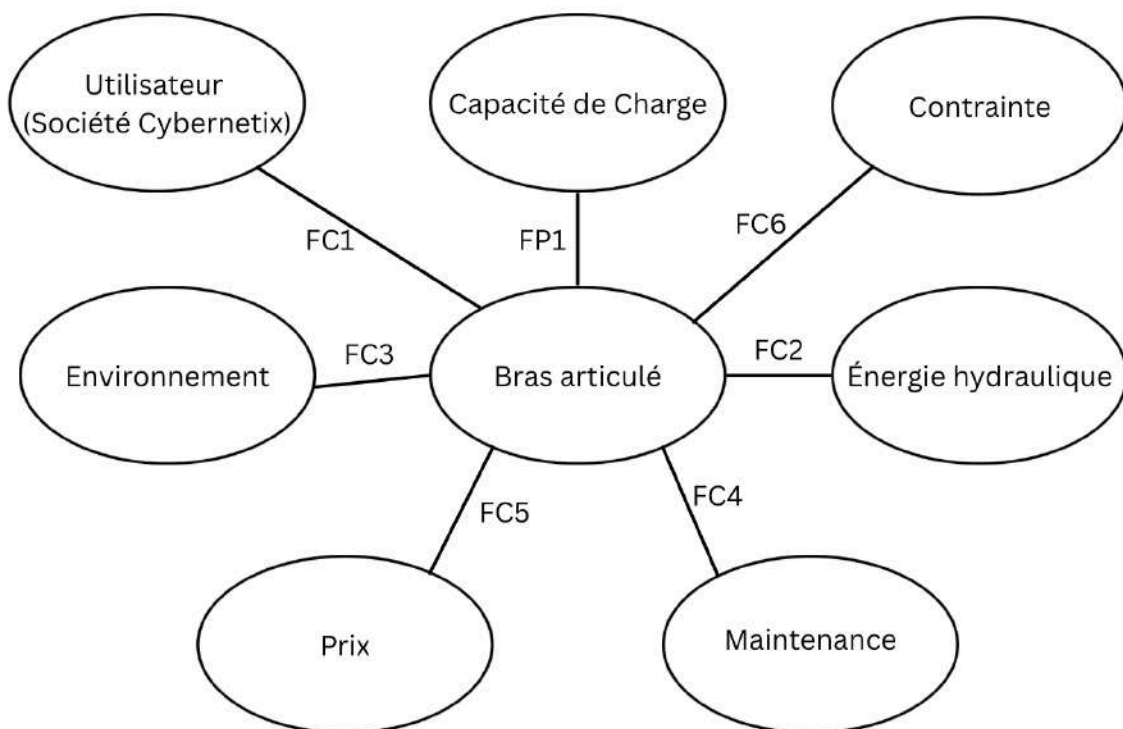 Utilisateur
(Société Cybernetix)
Capacité de Charge
Contrainte
FC1
FP1
FC6
Environnement
FC3
Bras articulé
FC2
Énergie hydraulique
FC5
FC4
Prix
Maintenance